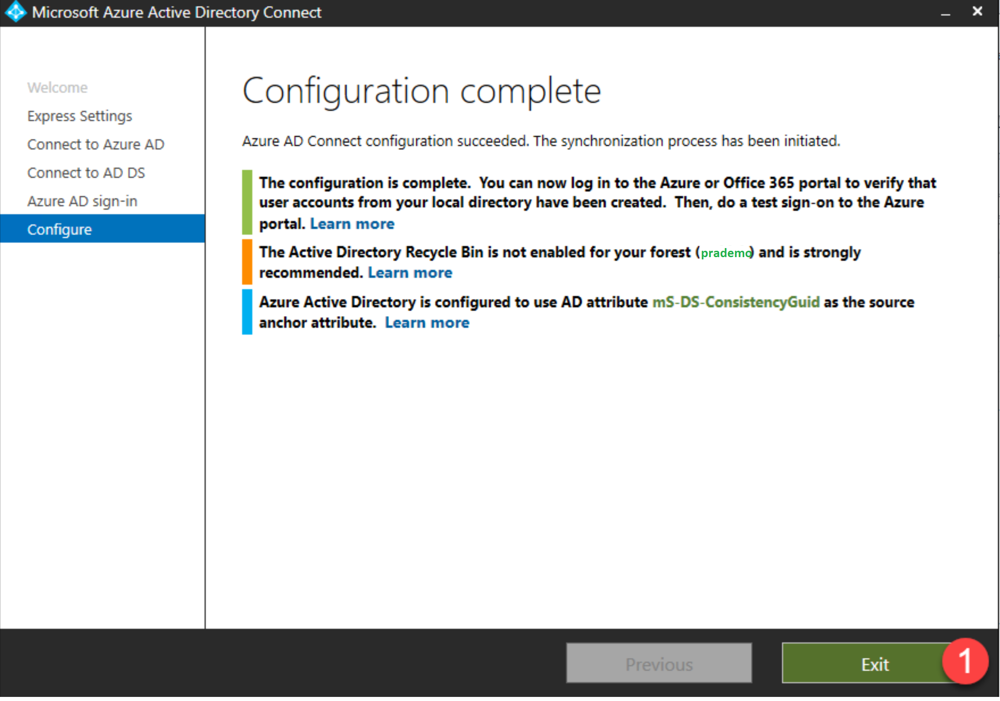 Microsoft Azure Active Directory Connect
Welcome
Express Settings
Connect to Azure AD
Connect to AD DS
Azure AD sign-in
Configure
Configuration complete
Azure AD Connect configuration succeeded. The synchronization process has been initiated.
The configuration is complete.  You can now log in to the Azure or Office 365 portal to verify that
user accounts from your local directory have been created.  Then, do a test sign-on to the Azure
portal. Learn more
The Active Directory Recycle Bin is not enabled for your forest (prademo) and is strongly
recommended. Learn more
Azure Active Directory is configured to use AD attribute mS-DS-ConsistencyGuid as the source
anchor attribute.  Learn more
Previous
Exit
1